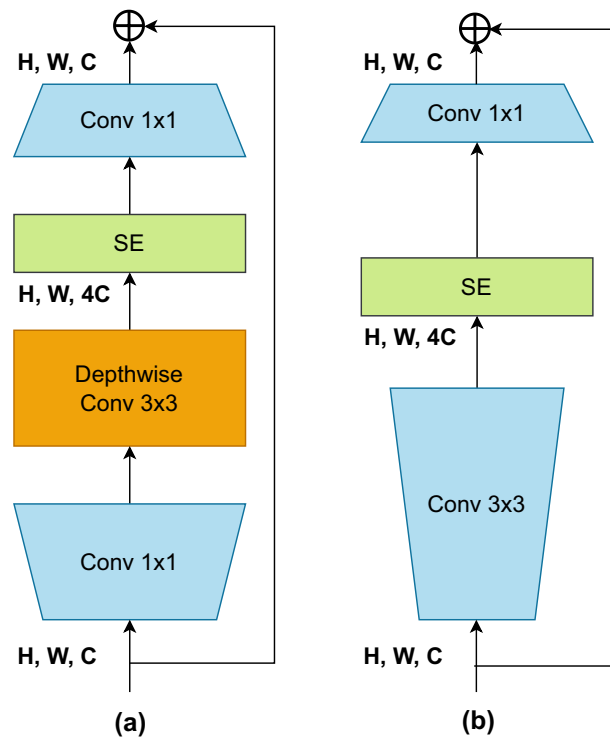 H, W, C
Conv 1x1
SE
H, W, 4C
Depthwise
Conv 3x3
Conv 1x1
H, W, C
(a)
H, W, C
Conv 1x1
SE
H, W, 4C
Conv 3x3
H, W, C
(b)